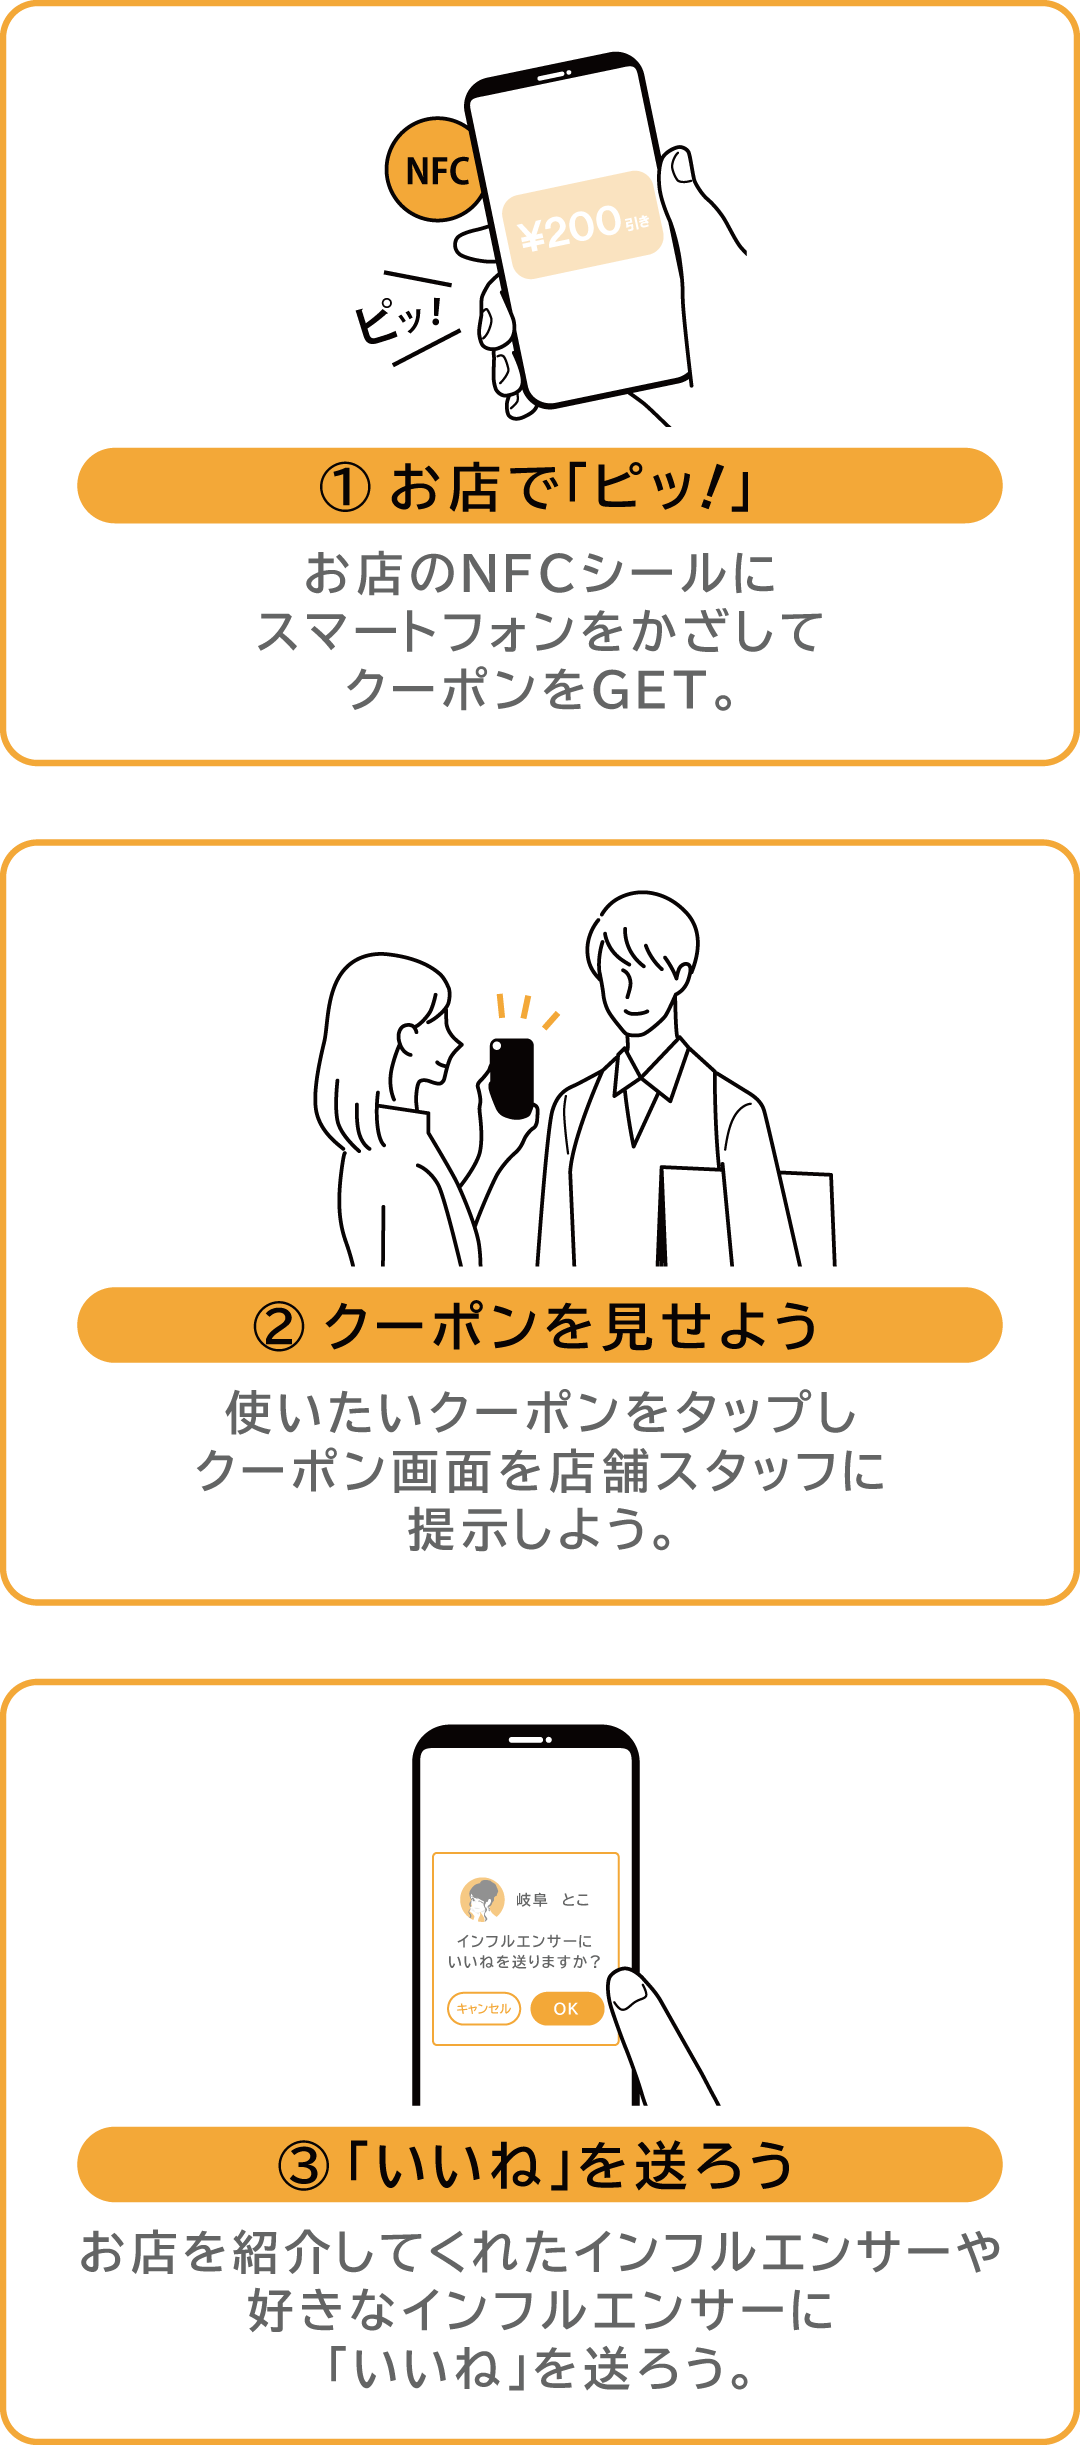 NFC
¥200引き
ピッ!
① お店で「ピッ!」
お店のNFCシールに
スマートフォンをかざして
クーポンをGET。
② クーポンを見せよう
使いたいクーポンをタップし
クーポン画面を店舗スタッフに
提示しよう。
岐阜 とこ
インフルエンサーに
いいねを送りますか？
キャンセル OK
③「いいね」を送ろう
お店を紹介してくれたインフルエンサーや
好きなインフルエンサーに
「いいね」を送ろう。